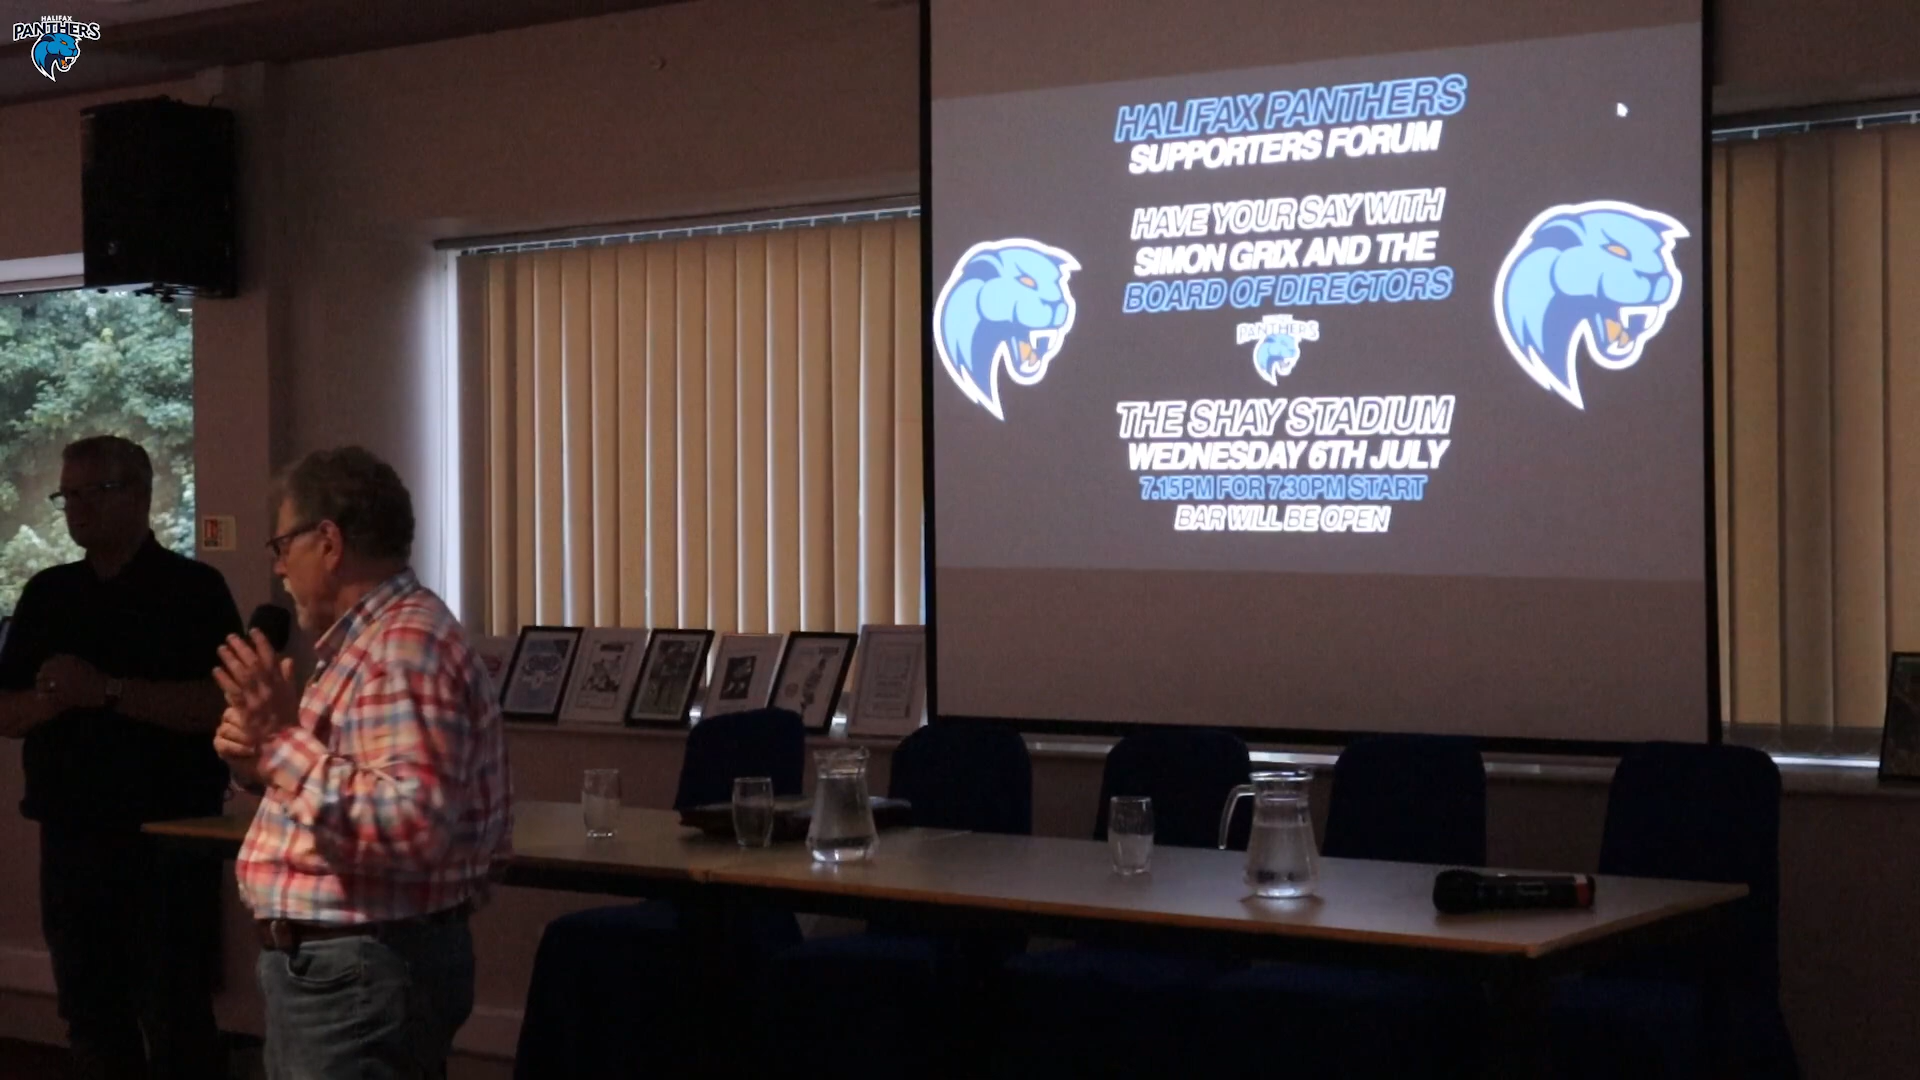 HALIFAX
PANTHERS
HALIFAX PANTHERS
SUPPORTERS FORUM
HAVE YOUR SAY WITH
SIMON GRIX AND THE
BOARD OF DIRECTORS
PANTHERS
THE SHAY STADIUM
WEDNESDAY 6TH JULY
7.15PM FOR 7.30PM START
BAR WILL BE OPEN